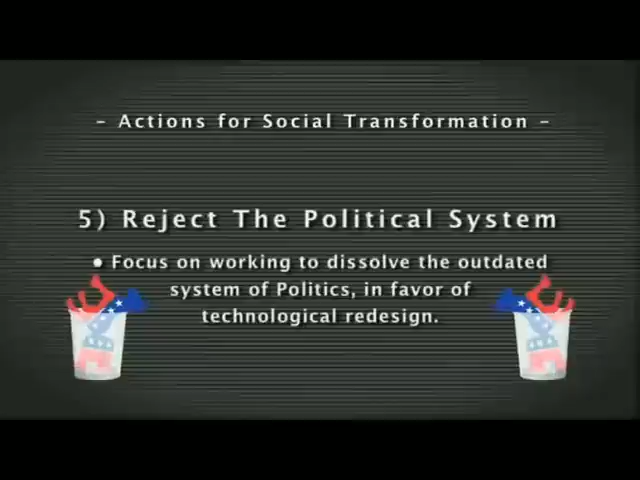 – Actions for Social Transformation –
5) Reject The Political System
● Focus on working to dissolve the outdated
system of Politics, in favor of
technological redesign.